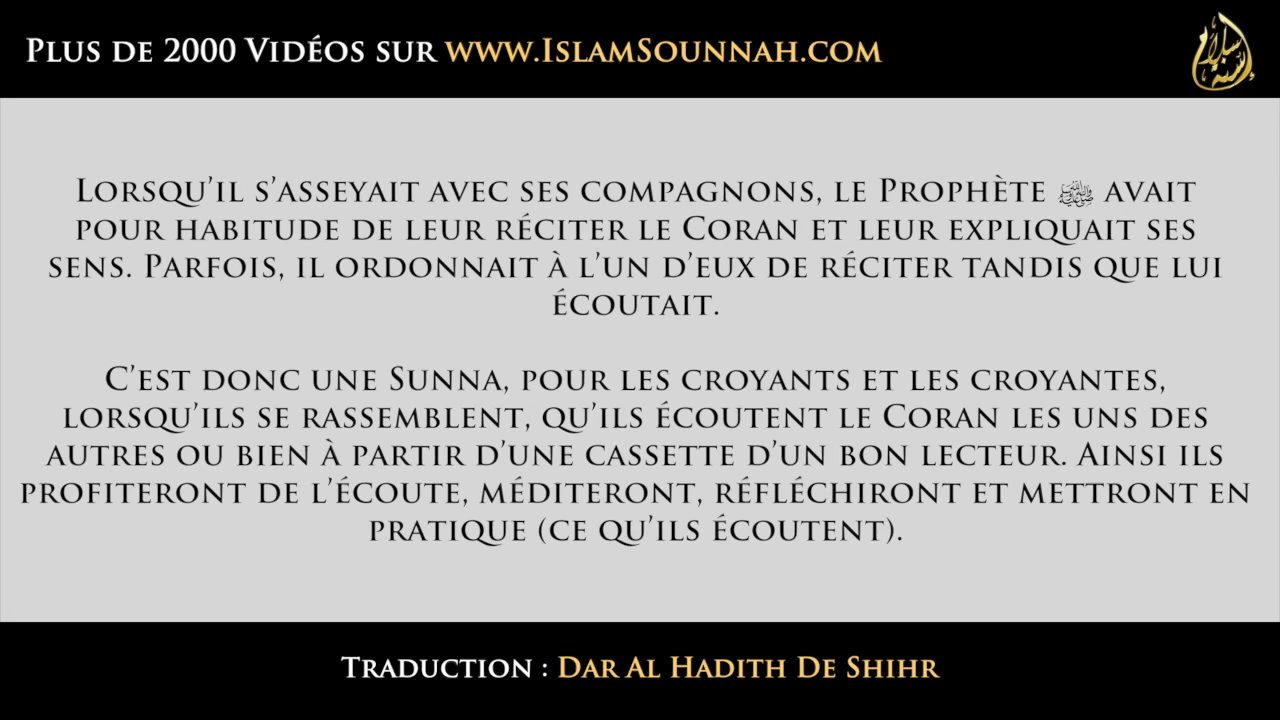 Plus de 2000 Vidéos sur www.IslamSounnah.com
إسلام سنة
Lorsqu’il s’asseyait avec ses compagnons, le Prophète ﷺ avait
pour habitude de leur réciter le Coran et leur expliquait ses
sens. Parfois, il ordonnait à l’un d’eux de réciter tandis que lui
écoutait.
C’est donc une Sunna, pour les croyants et les croyantes,
lorsqu’ils se rassemblent, qu’ils écoutent le Coran les uns des
autres ou bien à partir d’une cassette d’un bon lecteur. Ainsi ils
profiteront de l’écoute, méditeront, réfléchiront et mettront en
pratique (ce qu’ils écoutent).
Traduction : Dar Al Hadith De Shihr